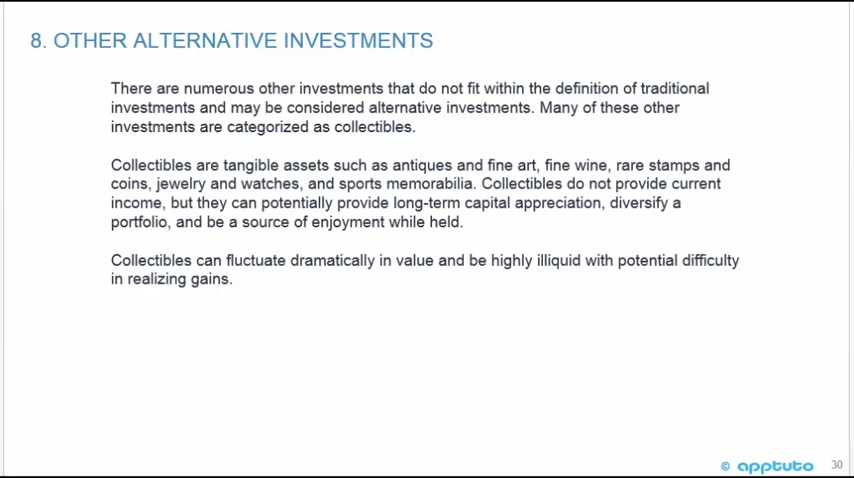 8. OTHER ALTERNATIVE INVESTMENTS
There are numerous other investments that do not fit within the definition of traditional
investments and may be considered alternative investments. Many of these other
investments are categorized as collectibles.
Collectibles are tangible assets such as antiques and fine art, fine wine, rare stamps and
coins, jewelry and watches, and sports memorabilia. Collectibles do not provide current
income, but they can potentially provide long-term capital appreciation, diversify a
portfolio, and be a source of enjoyment while held.
Collectibles can fluctuate dramatically in value and be highly illiquid with potential difficulty
in realizing gains.
© apptuto 30